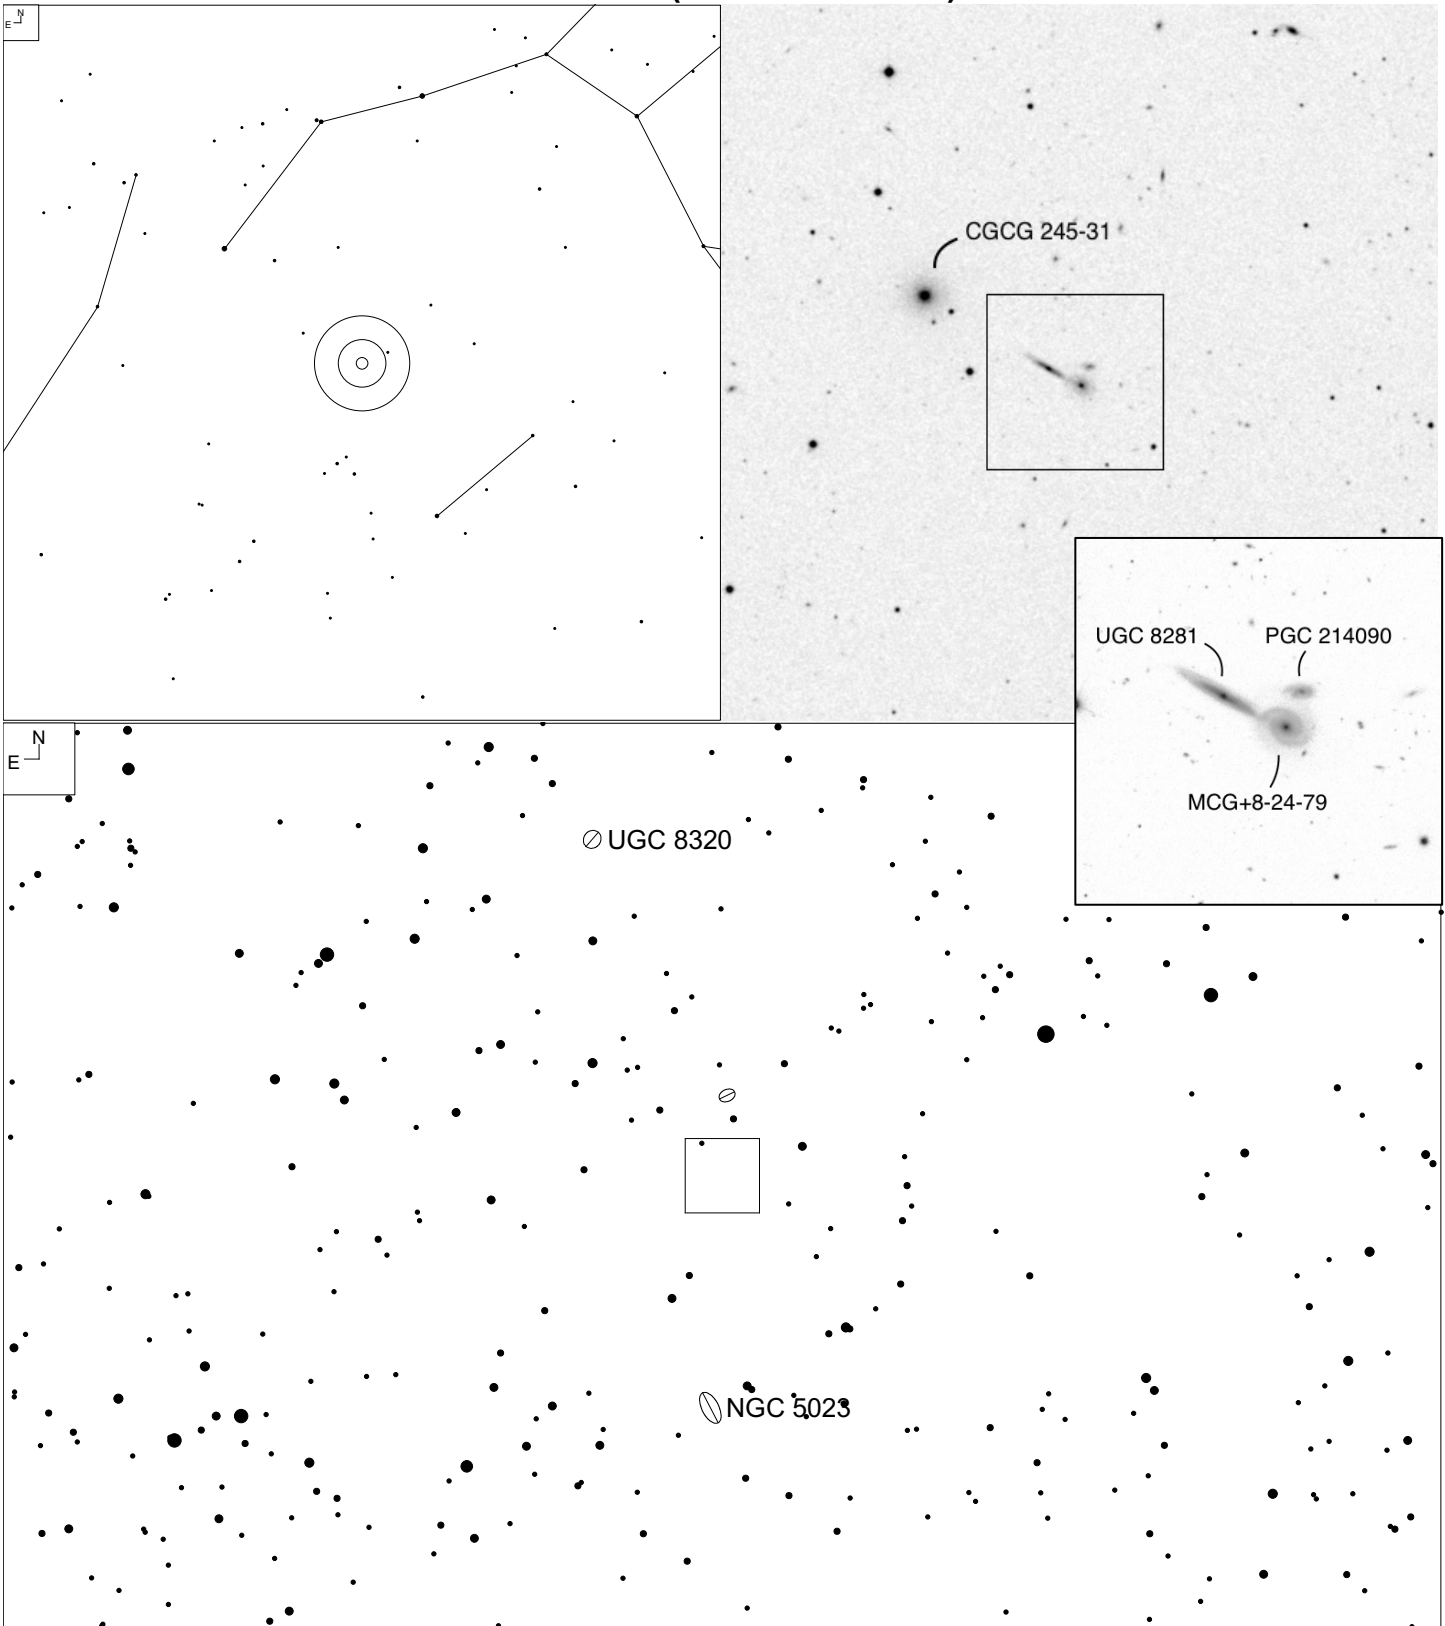 N
E
CGCG 245-31
UGC 8281
PGC 214090
MCG+8-24-79
N
E
UGC 8320
NGC 5023